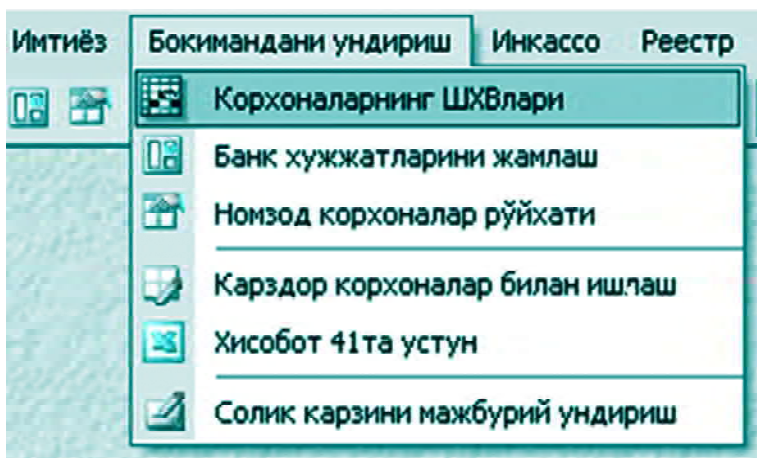 Имтиёз Бокимандани ундириш Инкассо Реестр
Корхоналарнинг ШХВлари
Банк хужжатларини жамлаш
Номзод корхоналар рўйхати
Карздор корхоналар билан ишлаш
Хисобот 41та устун
Солик карзини мажбурий ундириш